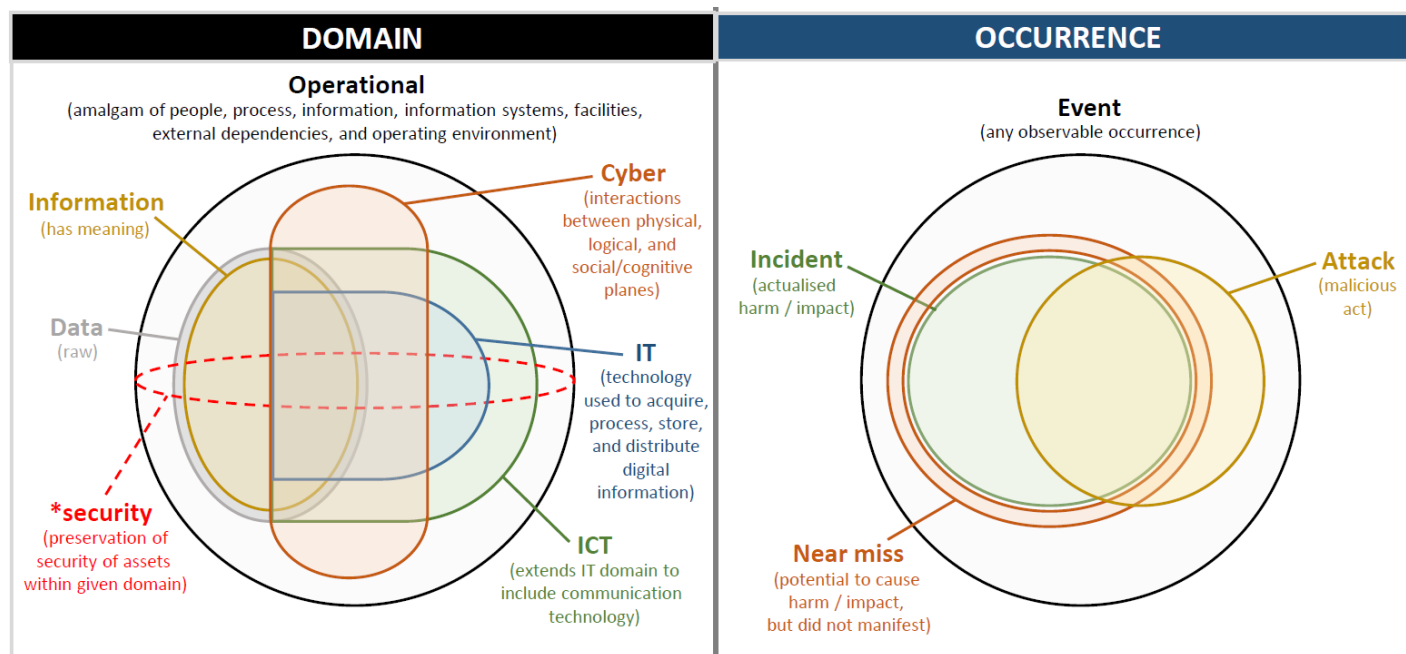 DOMAIN
Operational
(amalgam of people, process, information, information systems, facilities,
external dependencies, and operating environment)
Information
(has meaning)
Cyber
(interactions
between physical,
logical, and
social/cognitive
planes)
Data
(raw)
IT
(technology
used to acquire,
process, store,
and distribute
digital
information)
*security
(preservation of
security of assets
within given domain)
ICT
(extends IT domain to
include communication
technology)
OCCURRENCE
Event
(any observable occurrence)
Incident
(actualised
harm / impact)
Attack
(malicious
act)
Near miss
(potential to cause
harm / impact,
but did not manifest)